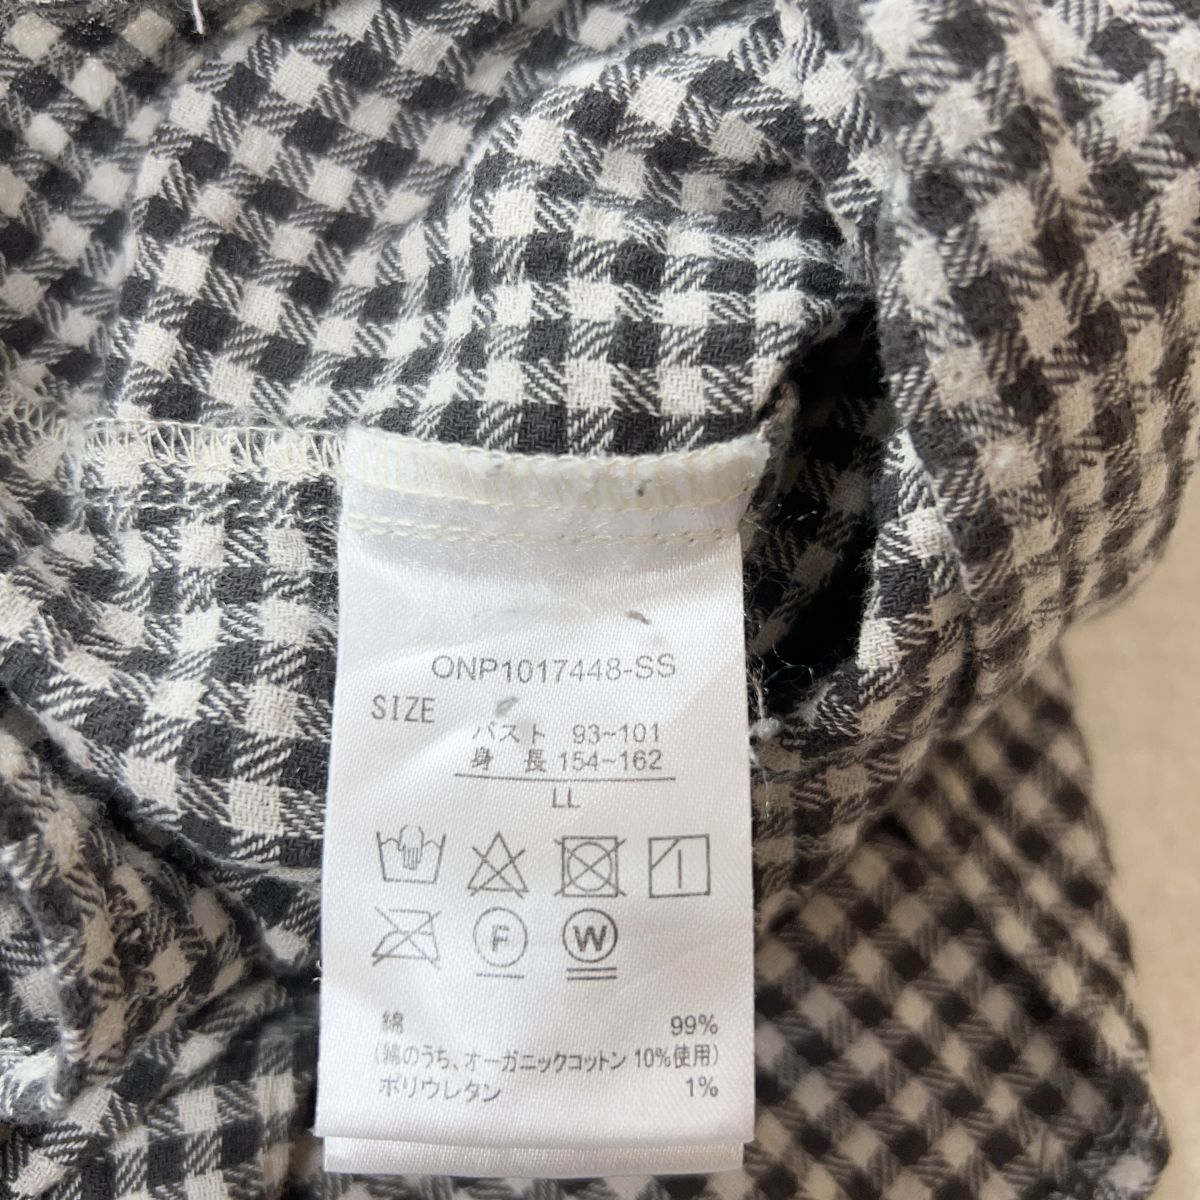 ONP1017448-SS
SIZE
バスト 93~101
身 長 154~162
LL
F W
綿 99%
(綿のうち、オーガニックコットン 10%使用)
ポリウレタン 1%